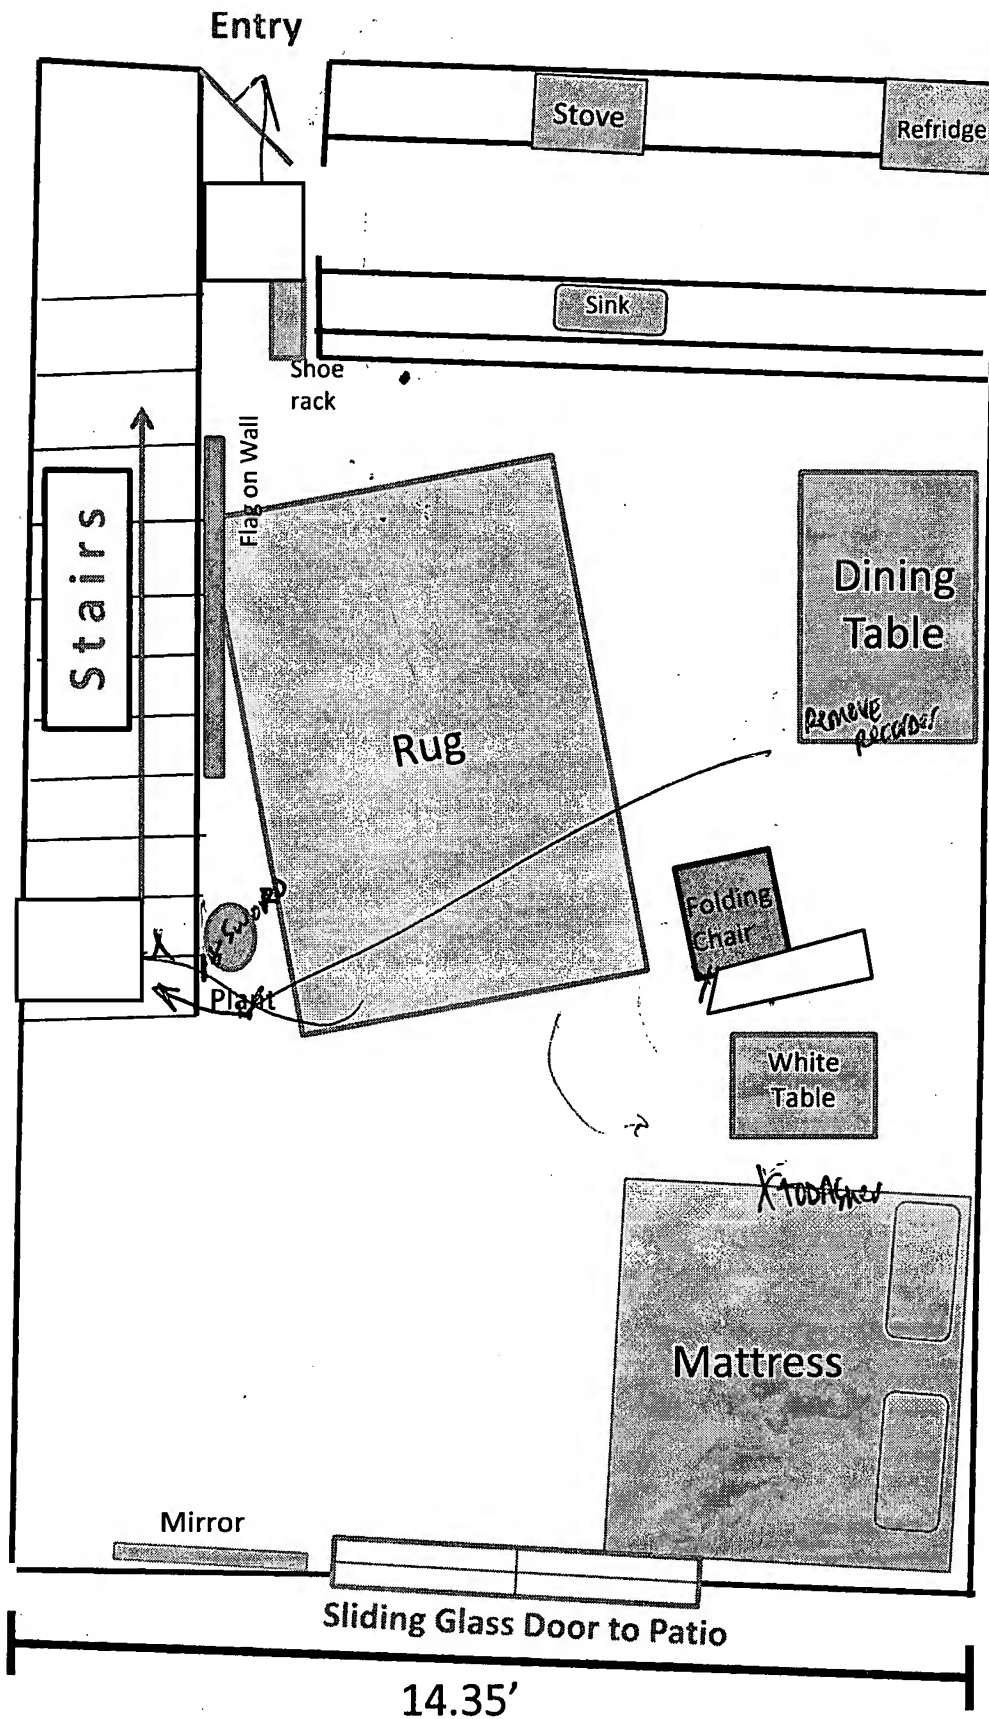 Entry
Stove
Refridge
Sink
Shoe
rack
Flag on Wall
Stairs
Dining
Table
REMOVE
Rug
SWORD
Folding
Chair
Plant
White
Table
X
Mattress
Mirror
Sliding Glass Door to Patio
14.35’